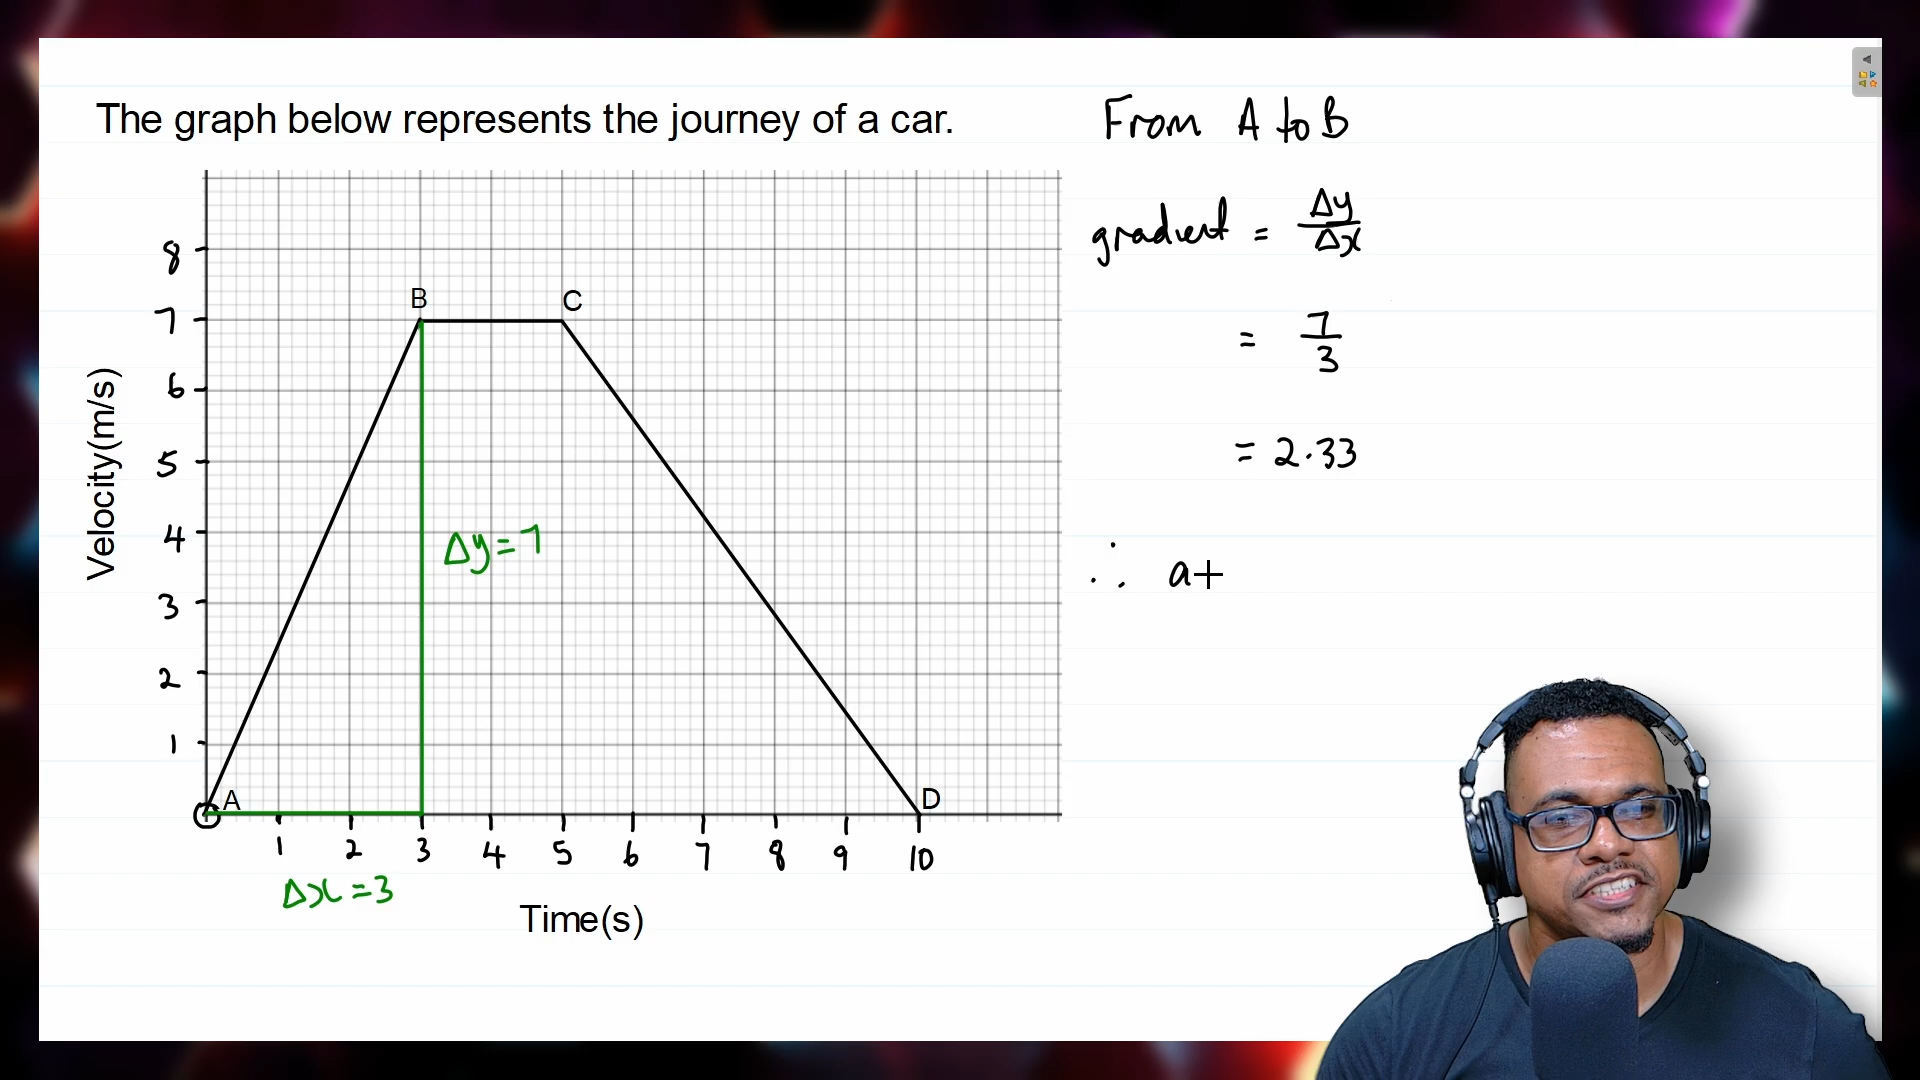 The graph below represents the journey of a car.
From A to B
gradient = Δy/Δx
= 7/3
= 2.33
∴ a
Velocity(m/s)
8
7
6
5
4
3
2
1
B
C
A
D
Δy=7
1 2 3 4 5 6 7 8 9 10
Δx=3
Time(s)